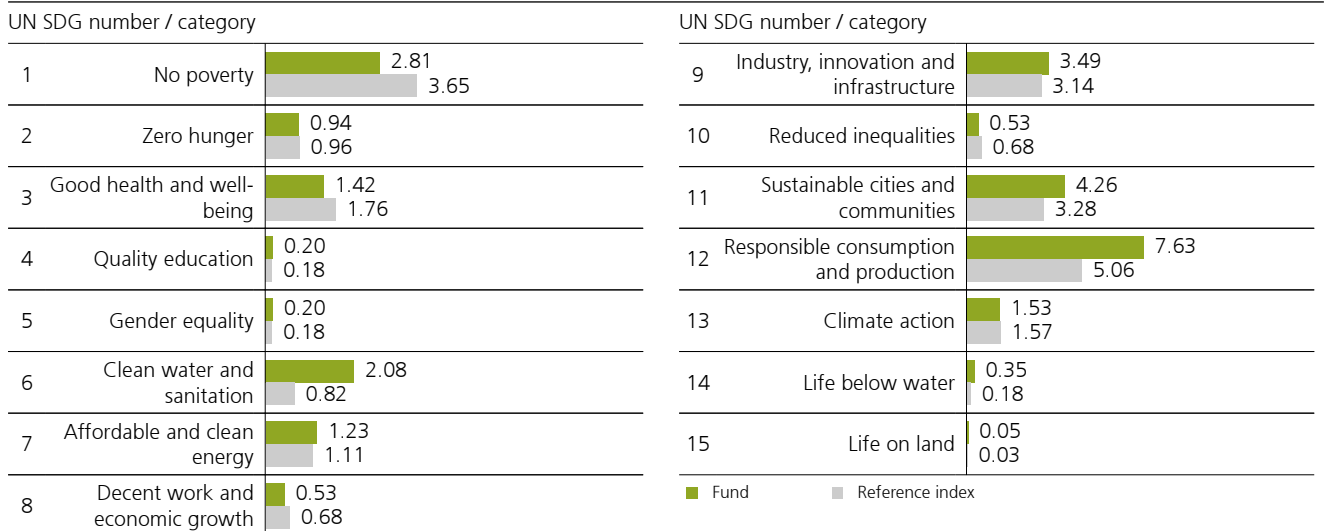 UN SDG number / category
1 No poverty 2.81
3.65
2 Zero hunger 0.94
0.96
3 Good health and well-
being 1.42
1.76
4 Quality education 0.20
0.18
5 Gender equality 0.20
0.18
6 Clean water and
sanitation 2.08
0.82
7 Affordable and clean
energy 1.23
1.11
8 Decent work and
economic growth 0.53
0.68
UN SDG number / category
9 Industry, innovation and
infrastructure 3.49
3.14
10 Reduced inequalities 0.53
0.68
11 Sustainable cities and
communities 4.26
3.28
12 Responsible consumption
and production 7.63
5.06
13 Climate action 1.53
1.57
14 Life below water 0.35
0.18
15 Life on land 0.05
0.03
Fund Reference index